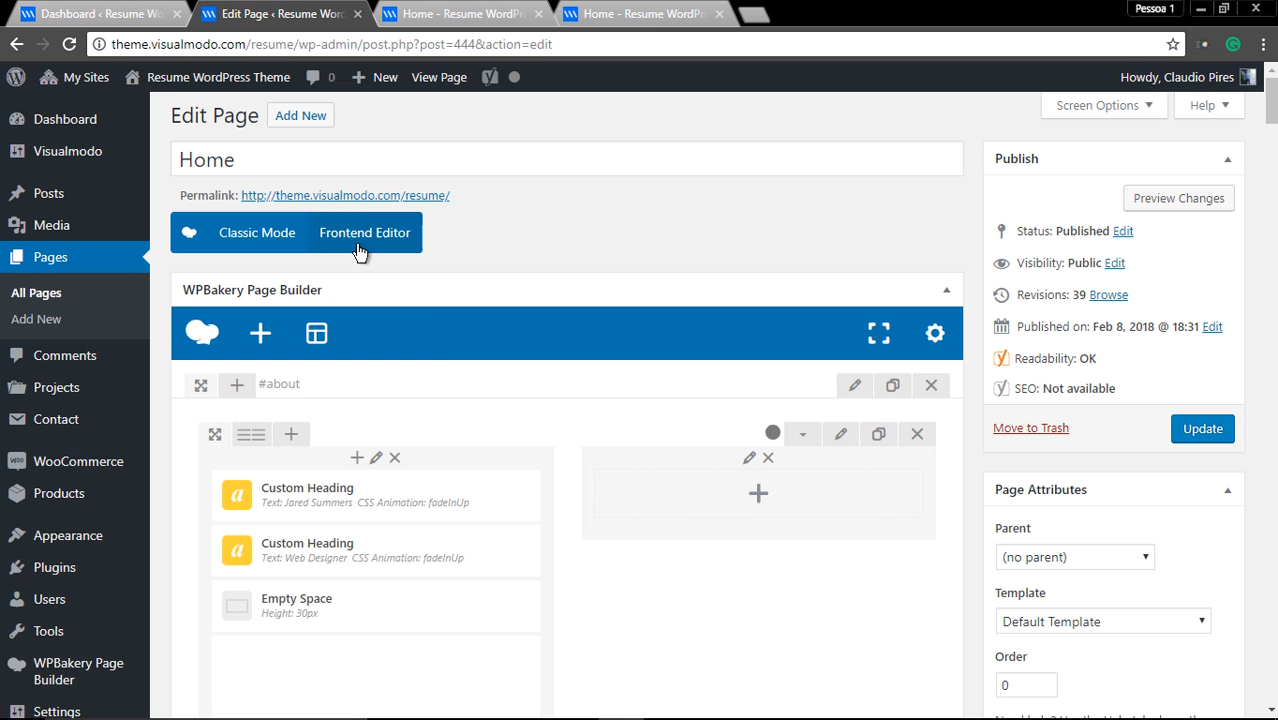 Dashboard ‹ Resume Wo
Edit Page ‹ Resume Wor
Home - Resume WordPr
Home - Resume WordPr
Pessoa 1
theme.visualmodo.com/resume/wp-admin/post.php?post=444&action=edit
My Sites
Resume WordPress Theme
0
New
View Page
Howdy, Claudio Pires
Dashboard
Visualmodo
Posts
Media
Pages
All Pages
Add New
Comments
Projects
Contact
WooCommerce
Products
Appearance
Plugins
Users
Tools
WPBakery Page
Builder
Settings
Edit Page
Add New
Screen Options
Help
Home
Permalink: http://theme.visualmodo.com/resume/
Classic Mode
Frontend Editor
WPBakery Page Builder
#about
Custom Heading
Text: Jared Summers CSS Animation: fadeInUp
Custom Heading
Text: Web Designer CSS Animation: fadeInUp
Empty Space
Height: 30px
Publish
Preview Changes
Status: Published Edit
Visibility: Public Edit
Revisions: 39 Browse
Published on: Feb 8, 2018 @ 18:31 Edit
Readability: OK
SEO: Not available
Move to Trash
Update
Page Attributes
Parent
(no parent)
Template
Default Template
Order
0